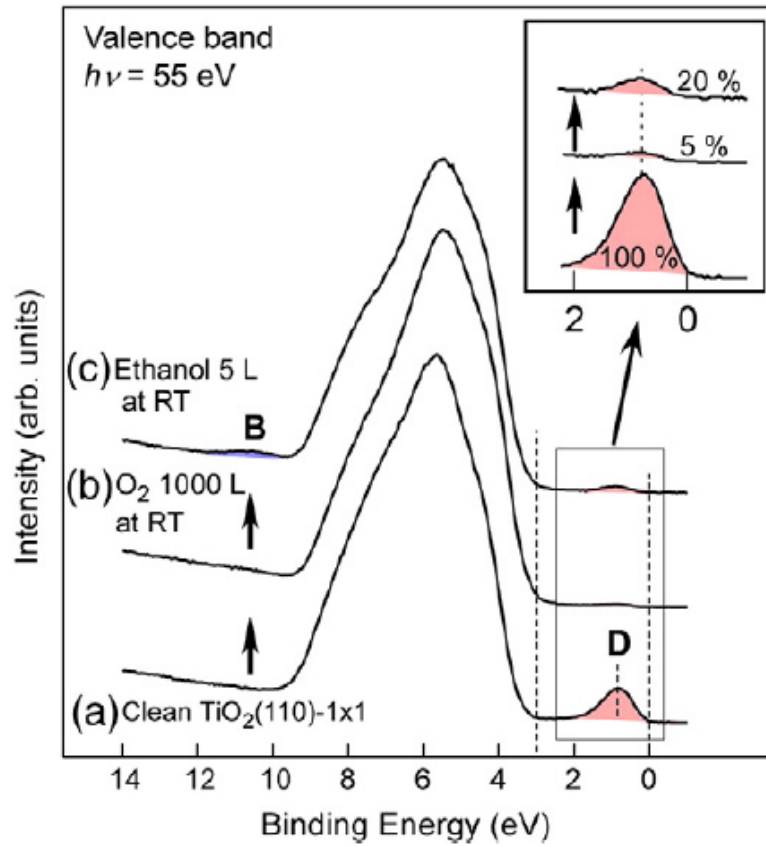 Valence band
hν = 55 eV
20 %
5 %
100 %
2 0
(c) Ethanol 5 L
at RT
B
(b) O₂ 1000 L
at RT
D
(a) Clean TiO₂(110)-1x1
14 12 10 8 6 4 2 0
Binding Energy (eV)
Intensity (arb. units)